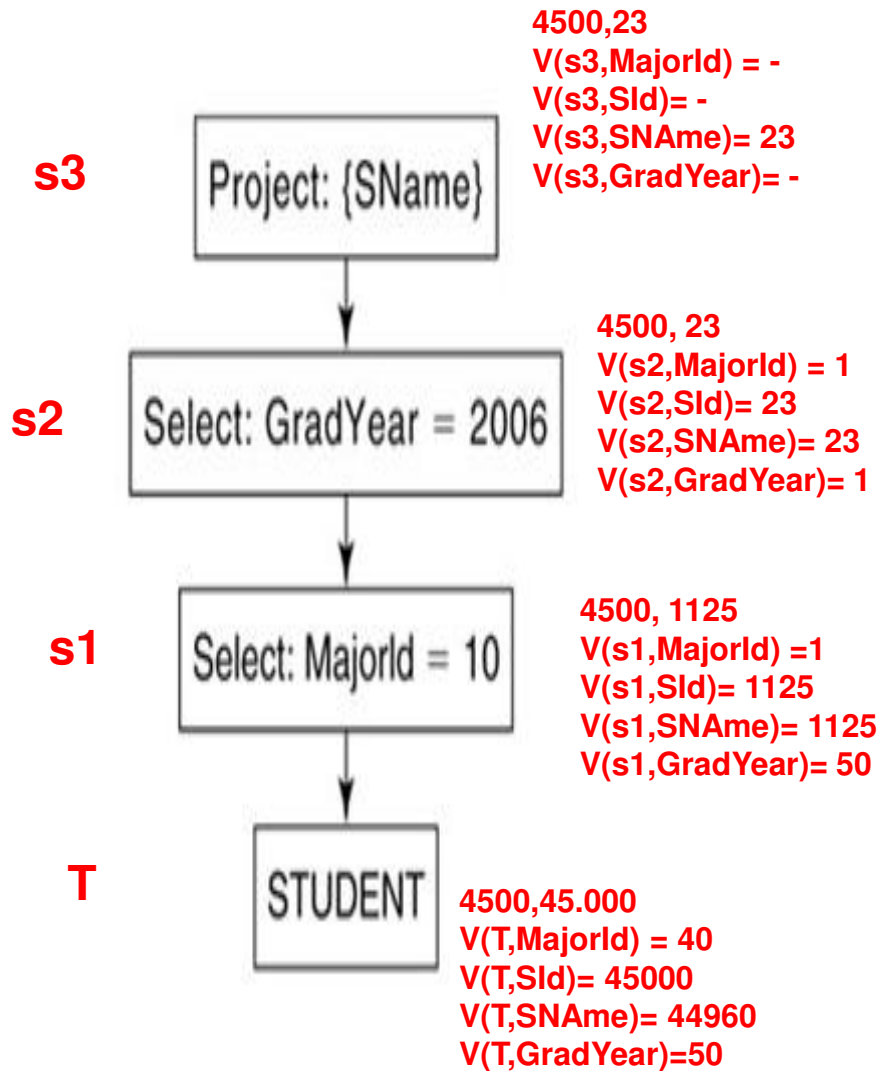 4500,23
V(s3,MajorId) = -
V(s3,SId)= -
V(s3,SNAme)= 23
V(s3,GradYear)= -
s3
Project: {SName}
4500, 23
V(s2,MajorId) = 1
V(s2,SId)= 23
V(s2,SNAme)= 23
V(s2,GradYear)= 1
s2
Select: GradYear = 2006
4500, 1125
V(s1,MajorId) =1
V(s1,SId)= 1125
V(s1,SNAme)= 1125
V(s1,GradYear)= 50
s1
Select: MajorId = 10
T
STUDENT
4500,45.000
V(T,MajorId) = 40
V(T,SId)= 45000
V(T,SNAme)= 44960
V(T,GradYear)=50